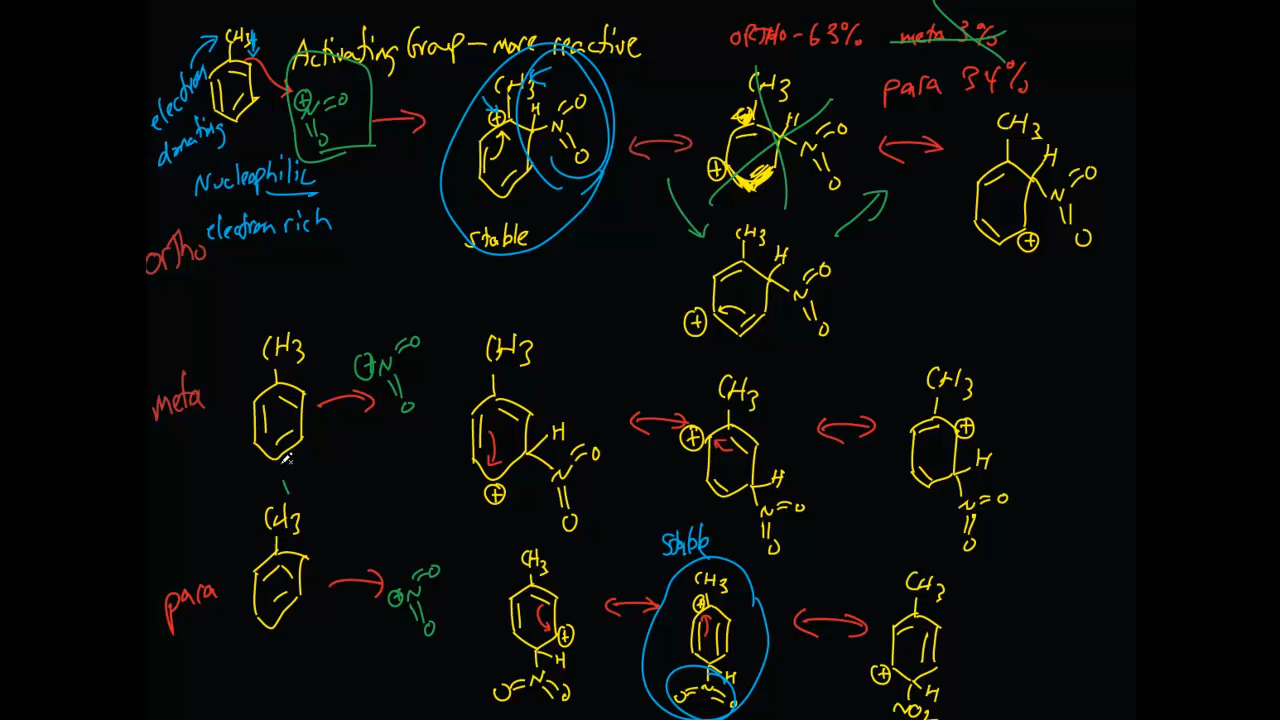 Activating Group - more reactive
ORTHO - 63% meta 3%
para 34%
CH3
electron
donating
⊕ N O O
CH3
⊕ H N O O
CH3
⊕ H N O O
CH3
H N O O ⊕
Nucleophilic
electron rich
stable
ortho
CH3
⊕ H N O O
meta
CH3
⊕ N O O
CH3
H N O O ⊕
CH3
⊕ H N O O
CH3
⊕ H N O O
stable
para
CH3
⊕ N O O
CH3
⊕ H O=N=O
CH3
⊕ H O=N=O
CH3
⊕ H NO2